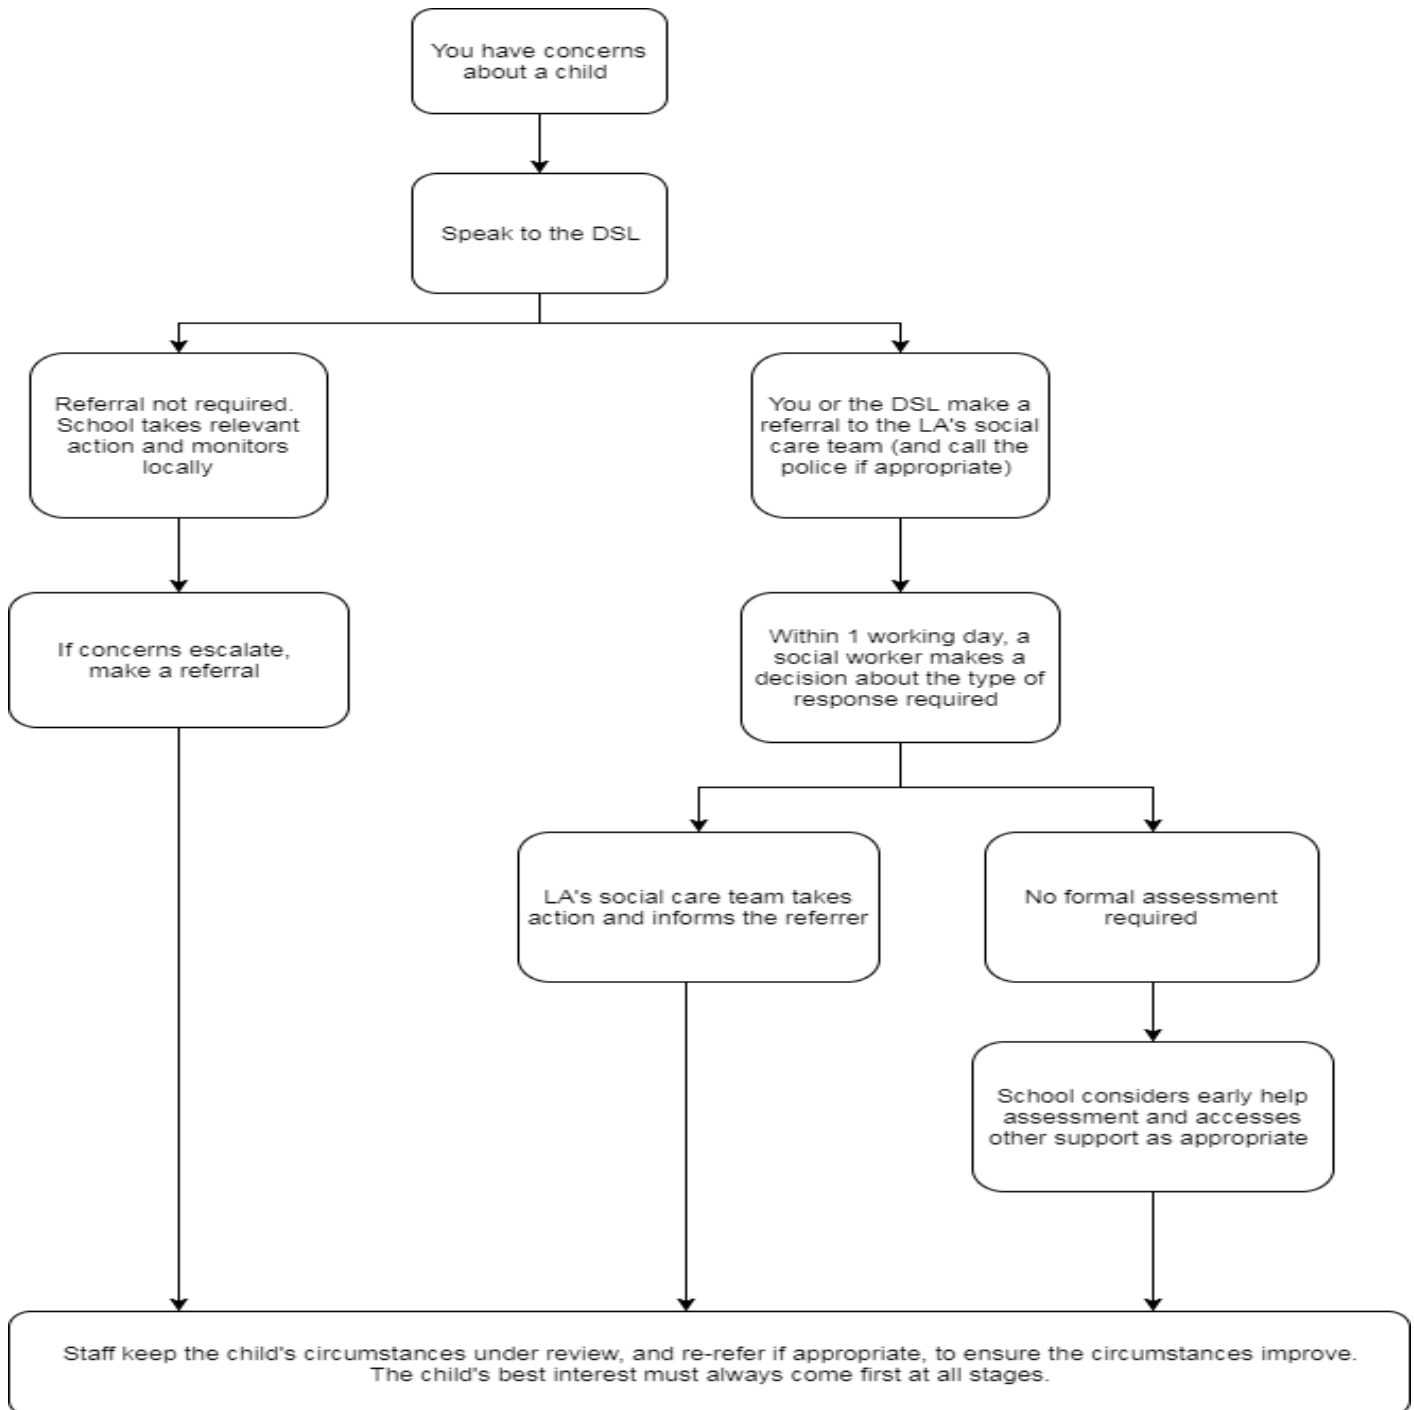 You have concerns
about a child
Speak to the DSL
Referral not required.
School takes relevant
action and monitors
locally
You or the DSL make a
referral to the LA's social
care team (and call the
police if appropriate)
If concerns escalate,
make a referral
Within 1 working day, a
social worker makes a
decision about the type of
response required
LA's social care team takes
action and informs the referrer
No formal assessment
required
School considers early help
assessment and accesses
other support as appropriate
Staff keep the child's circumstances under review, and re-refer if appropriate, to ensure the circumstances improve.
The child's best interest must always come first at all stages.